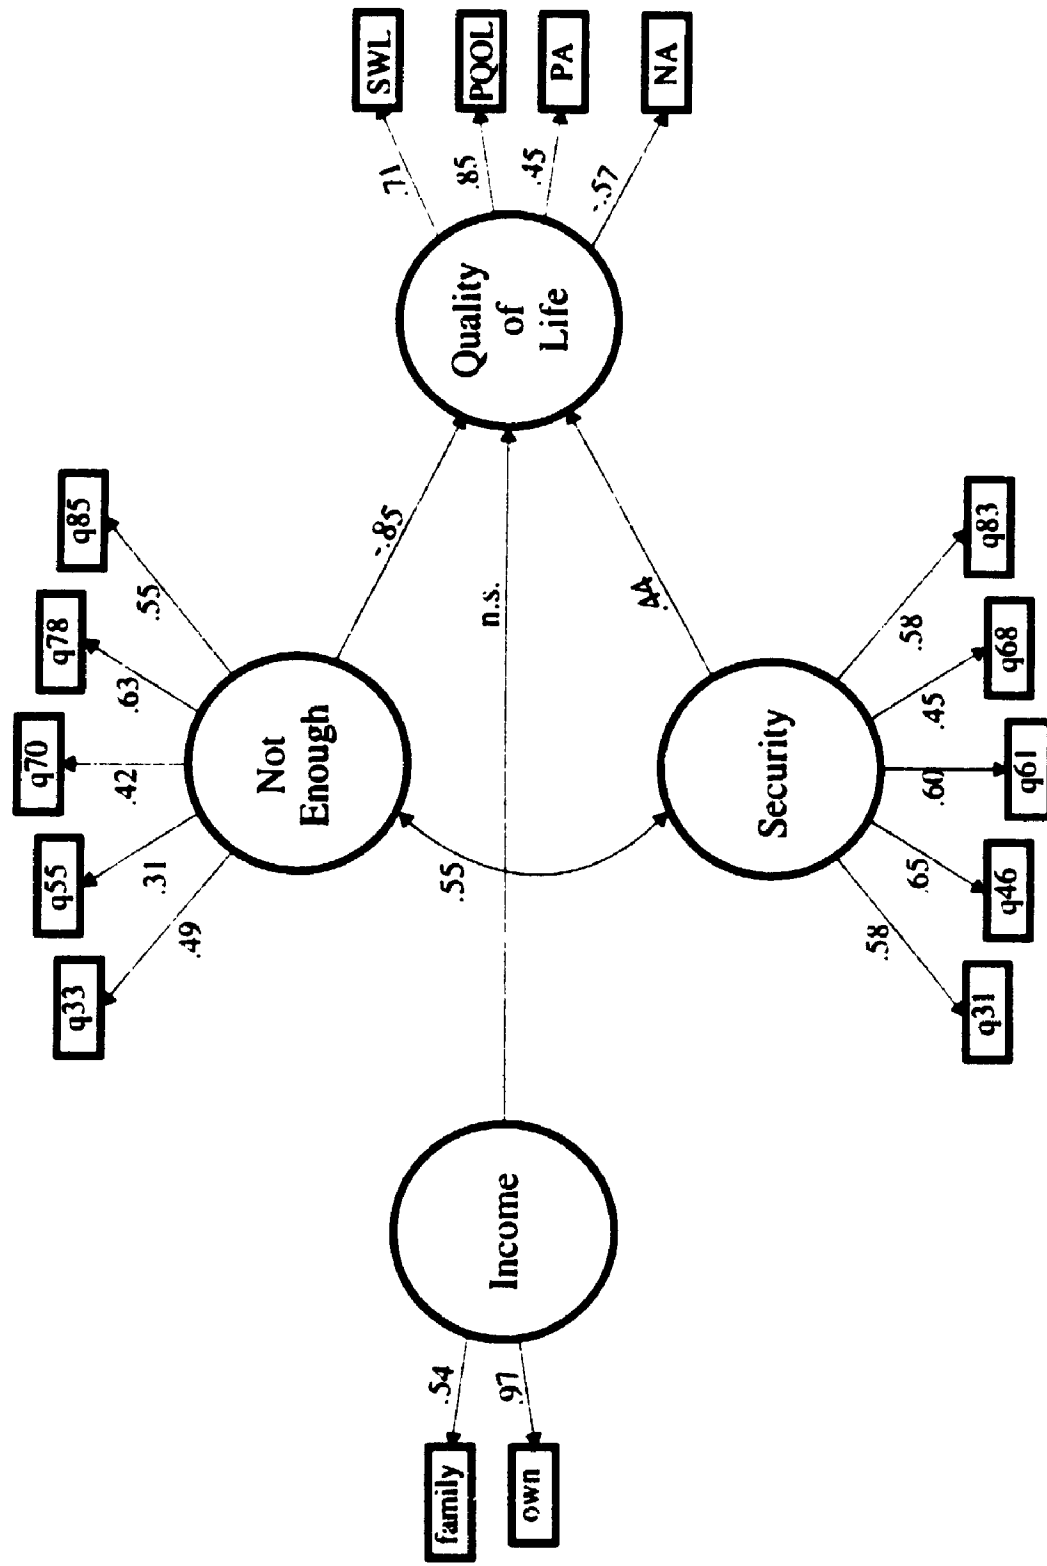 q33
q55
q70
q78
q85
.49
.31
.42
.63
.55
Not
Enough
-.85
SWL
PQOL
PA
NA
.71
.85
.45
-.57
family
own
.54
.97
Income
n.s.
Quality
of
Life
.55
.44
Security
.58
.65
.60
.45
.58
q31
q46
q61
q68
q83